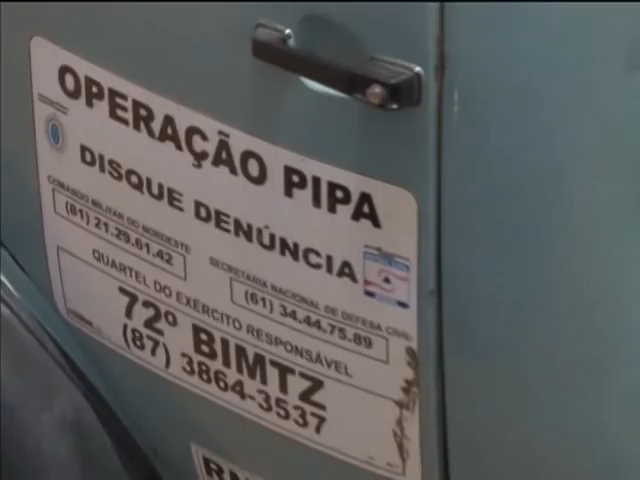 OPERAÇÃO PIPA
DISQUE DENÚNCIA
COMANDO MILITAR DO NORDESTE
(81) 21.29.61.42
SECRETARIA NACIONAL DE DEFESA CIVIL
(61) 34.44.75.89
QUARTEL DO EXÉRCITO RESPONSÁVEL
72º BIMTZ
(87) 3864-3537